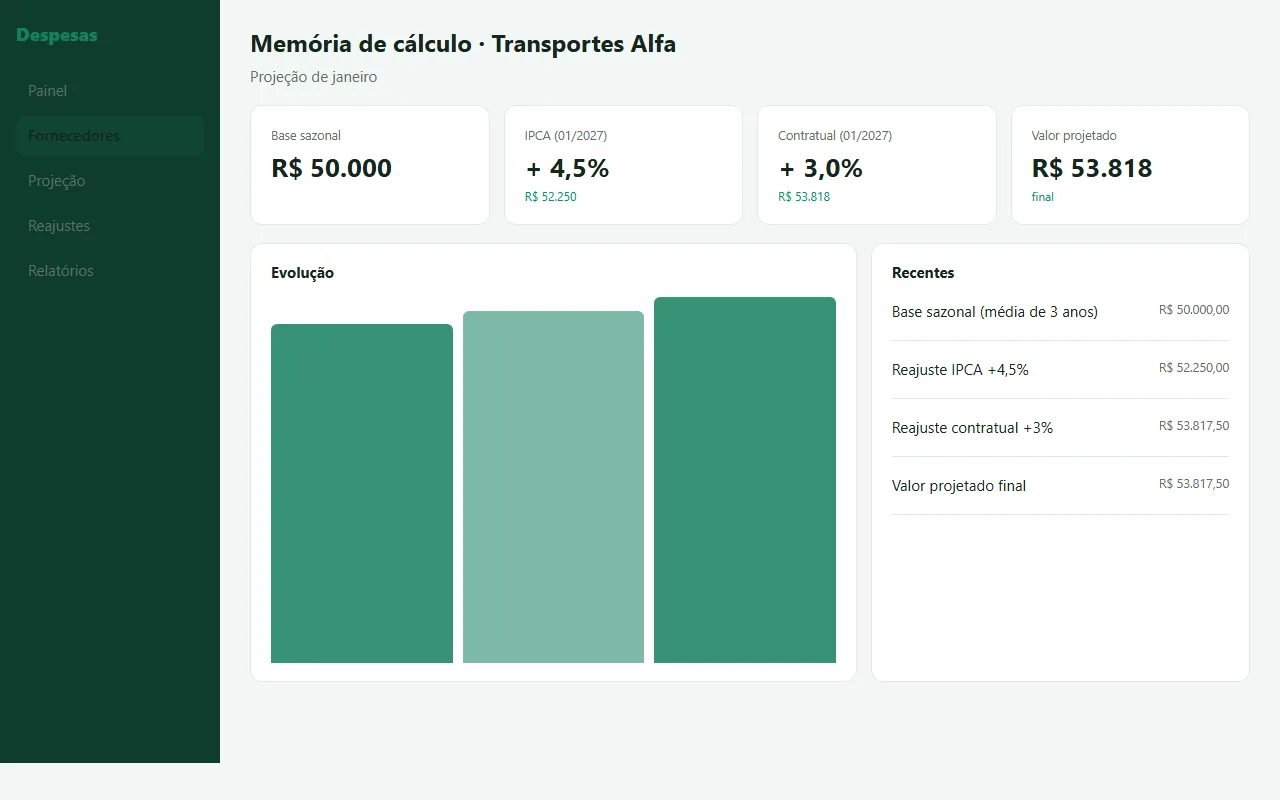 Despesas
Painel
Fornecedores
Projeção
Reajustes
Relatórios
Memória de cálculo · Transportes Alfa
Projeção de janeiro
Base sazonal
R$ 50.000
IPCA (01/2027)
+ 4,5%
R$ 52.250
Contratual (01/2027)
+ 3,0%
R$ 53.818
Valor projetado
R$ 53.818
final
Evolução
Recentes
Base sazonal (média de 3 anos) R$ 50.000,00
Reajuste IPCA +4,5% R$ 52.250,00
Reajuste contratual +3% R$ 53.817,50
Valor projetado final R$ 53.817,50